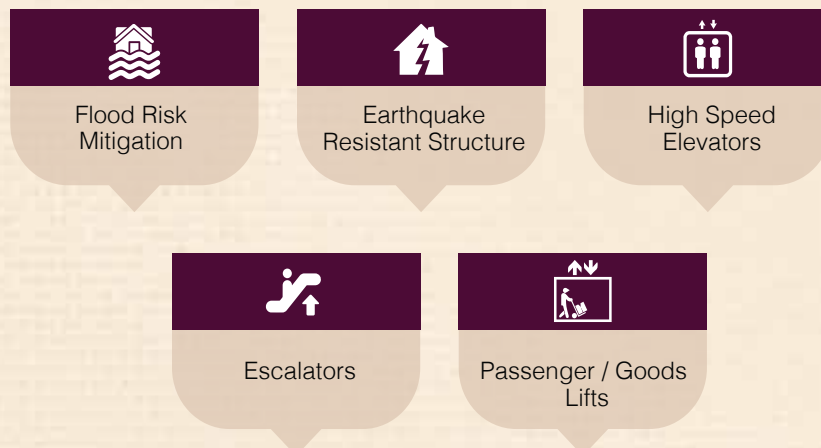 Flood Risk
Mitigation
Earthquake
Resistant Structure
High Speed
Elevators
Escalators
Passenger / Goods
Lifts